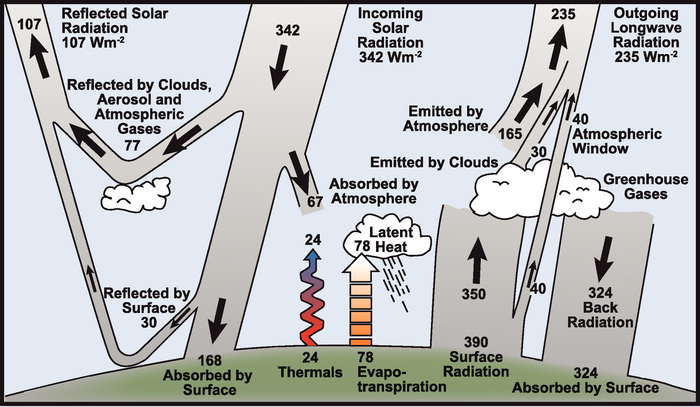 107
Reflected Solar
Radiation
107 Wm-2
342
Incoming
Solar
Radiation
342 Wm-2
235
Outgoing
Longwave
Radiation
235 Wm-2
Reflected by Clouds,
Aerosol and
Atmospheric
Gases
77
Emitted by
Atmosphere
165
40
Atmospheric
Window
Emitted by Clouds
30
Greenhouse
Gases
67
Absorbed by
Atmosphere
24
Latent
78 Heat
Reflected by
Surface
30
350
40
324
Back
Radiation
168
Absorbed by
Surface
24
Thermals
78
Evapo-
transpiration
390
Surface
Radiation
324
Absorbed by Surface